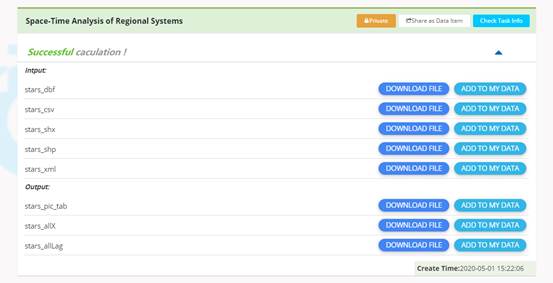 Space-Time Analysis of Regional Systems Private Share as Data Item Check Task Info
Successful caculation !
Intput:
stars_dbf DOWNLOAD FILE ADD TO MY DATA
stars_csv DOWNLOAD FILE ADD TO MY DATA
stars_shx DOWNLOAD FILE ADD TO MY DATA
stars_shp DOWNLOAD FILE ADD TO MY DATA
stars_xml DOWNLOAD FILE ADD TO MY DATA
Output:
stars_pic_tab DOWNLOAD FILE ADD TO MY DATA
stars_allX DOWNLOAD FILE ADD TO MY DATA
stars_allLag DOWNLOAD FILE ADD TO MY DATA
Create Time:2020-05-01 15:22:06